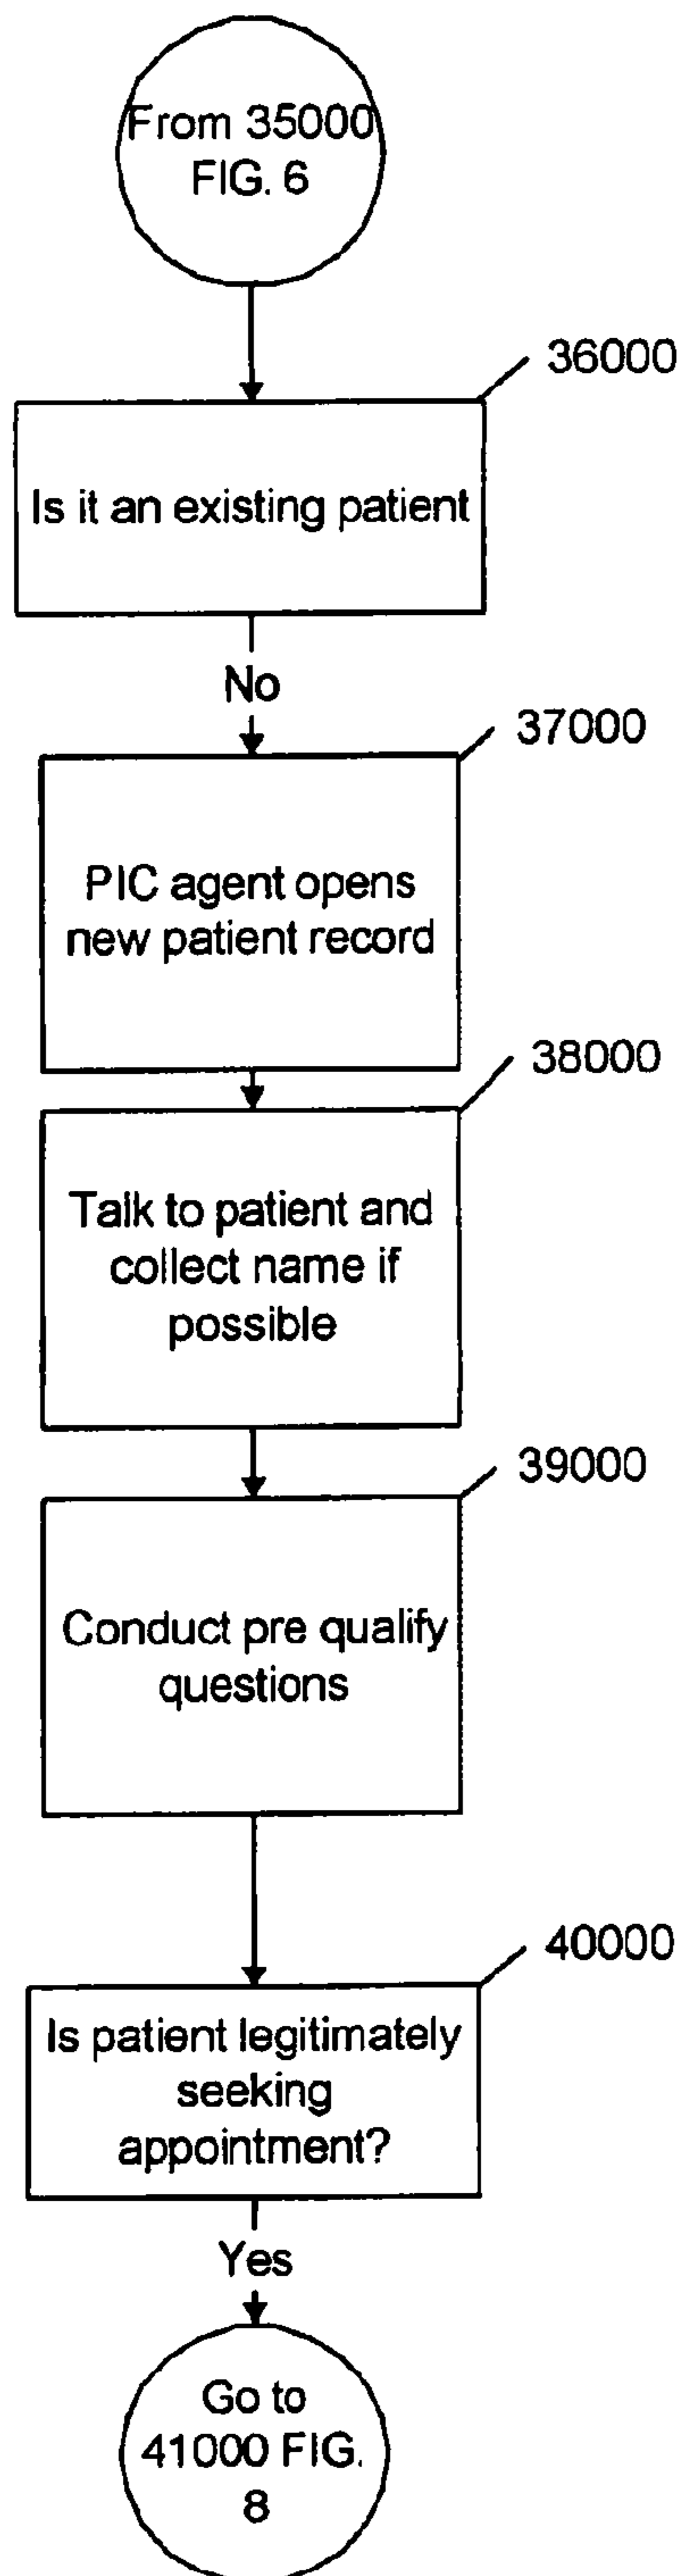 From 35000
FIG. 6
36000
Is it an existing patient
No
37000
PIC agent opens
new patient record
38000
Talk to patient and
collect name if
possible
39000
Conduct pre qualify
questions
40000
Is patient legitimately
seeking
appointment?
Yes
Go to
41000 FIG.
8